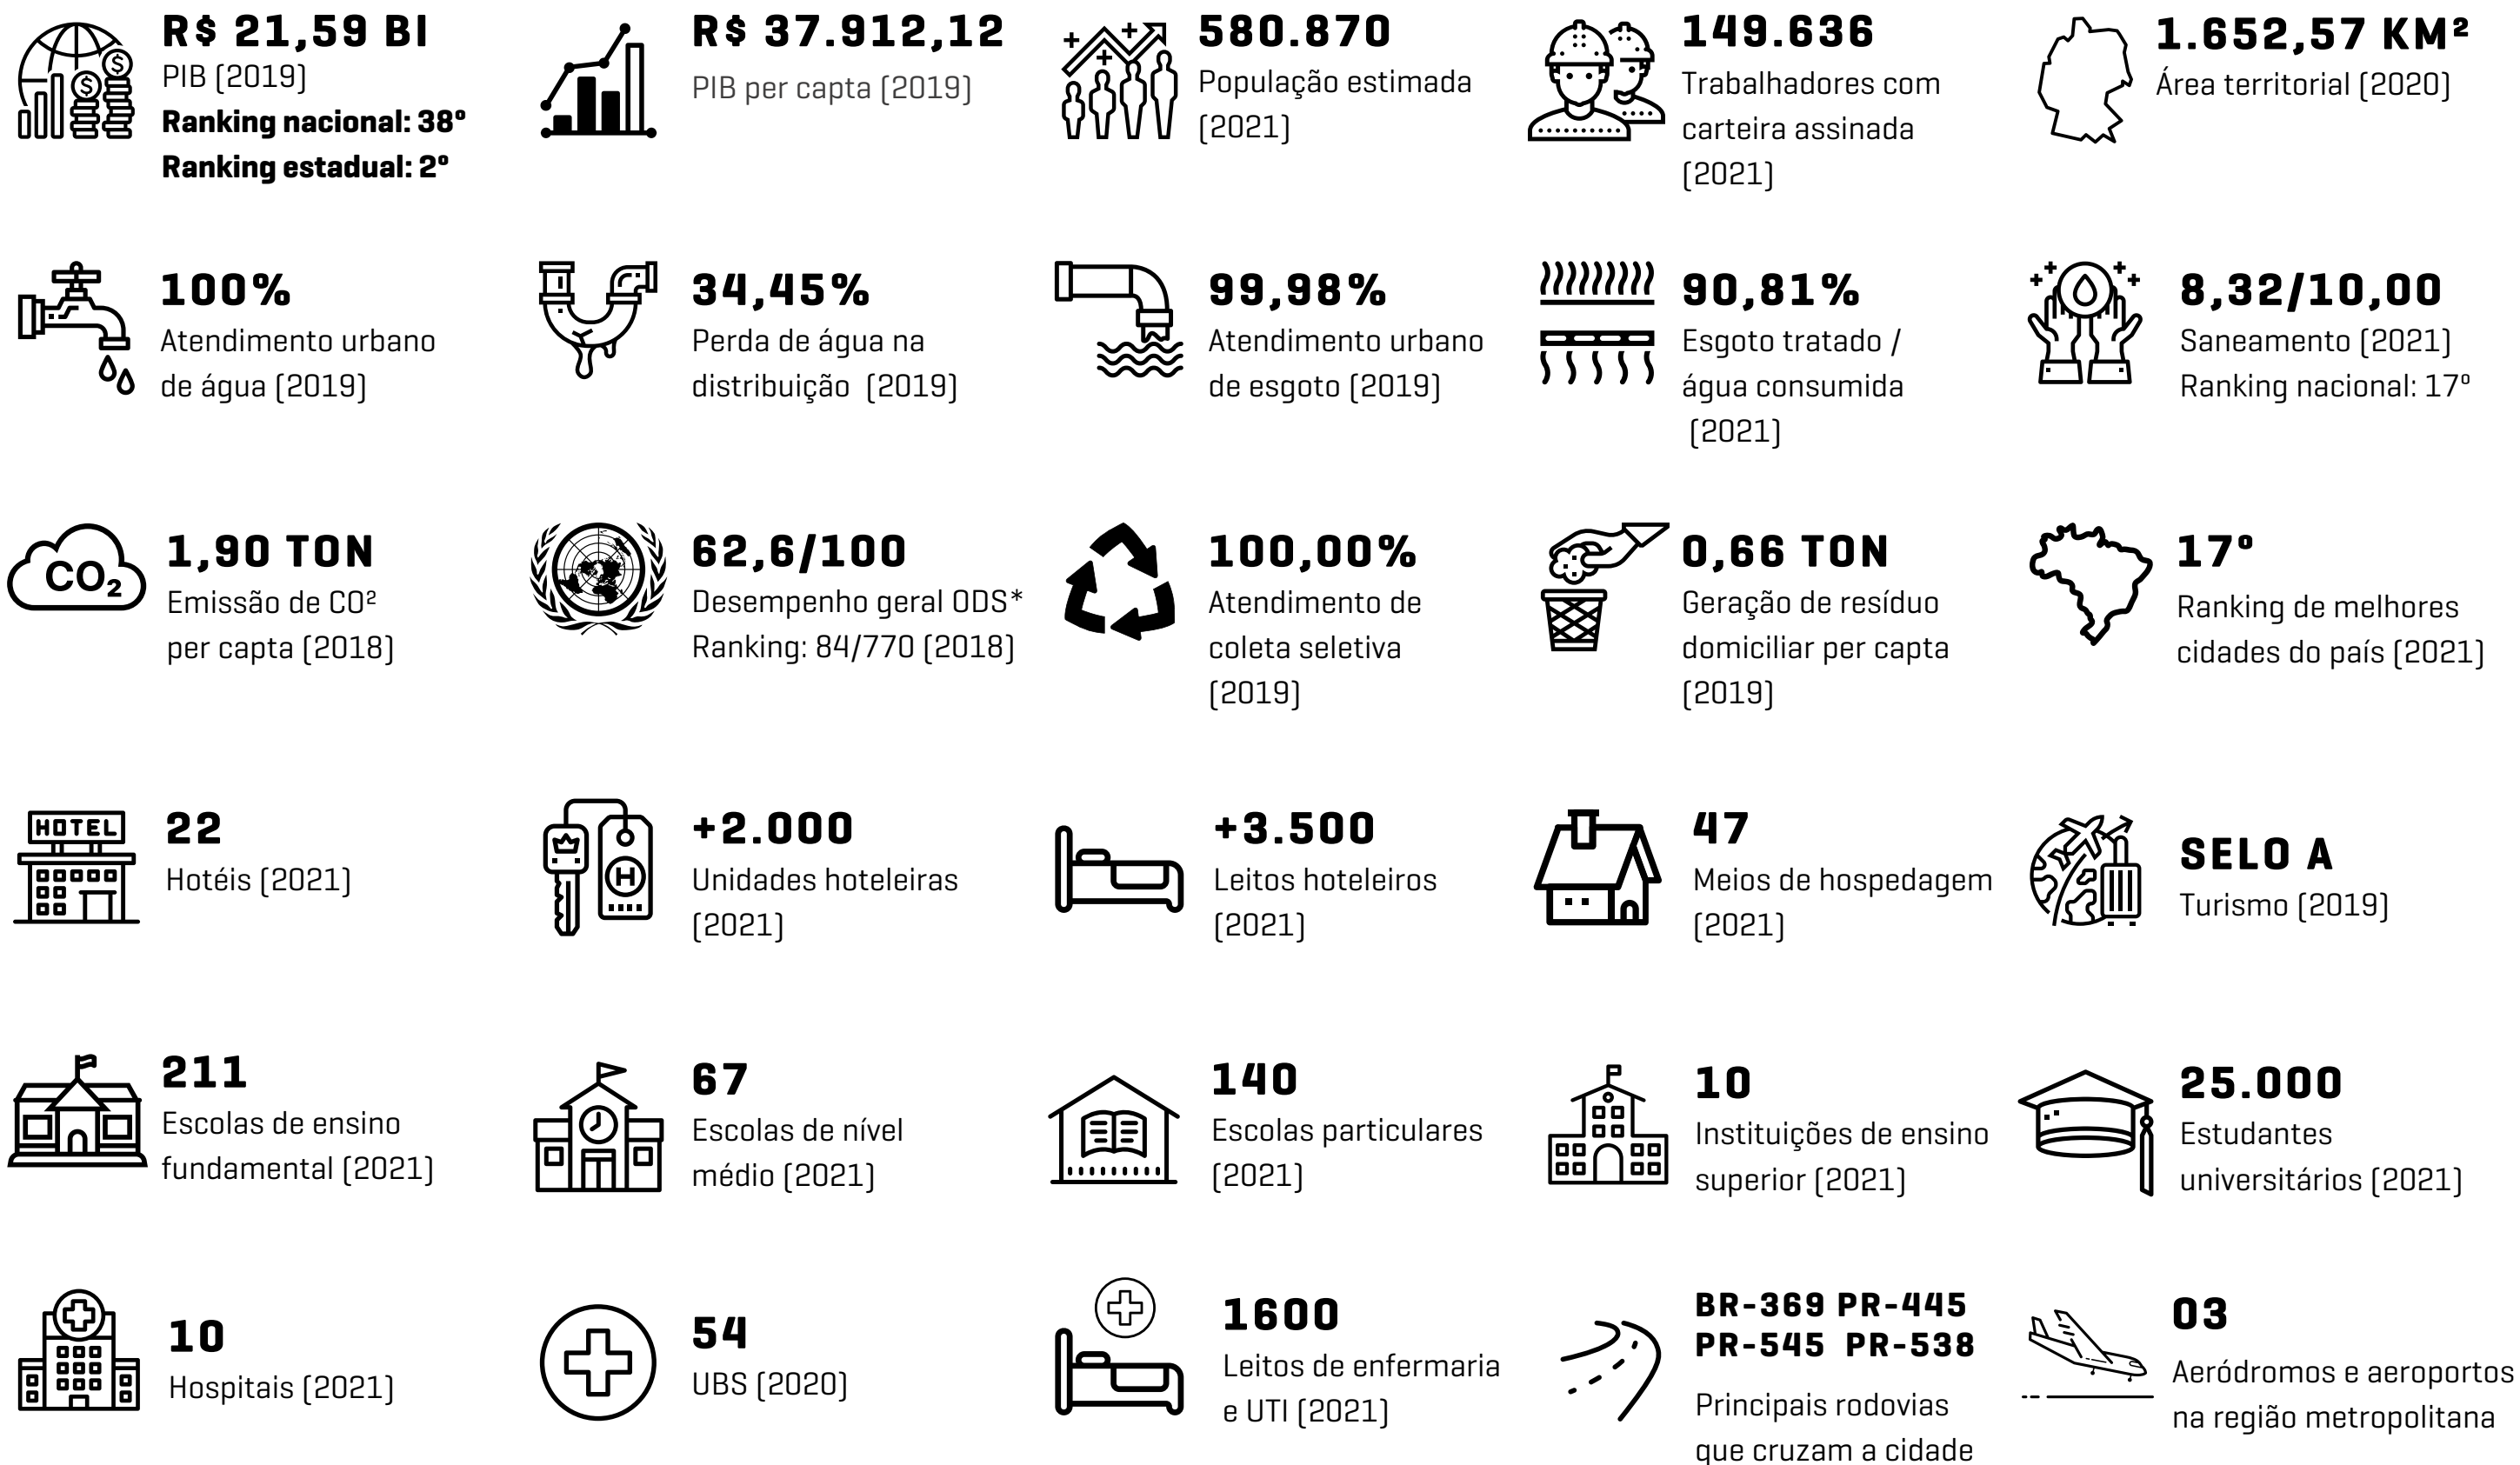 R$ 21,59 BI
PIB (2019)
Ranking nacional: 38º
Ranking estadual: 2º
R$ 37.912,12
PIB per capta (2019)
580.870
População estimada
(2021)
149.636
Trabalhadores com
carteira assinada
(2021)
1.652,57 KM²
Área territorial (2020)
100%
Atendimento urbano
de água (2019)
34,45%
Perda de água na
distribuição (2019)
99,98%
Atendimento urbano
de esgoto (2019)
90,81%
Esgoto tratado /
água consumida
(2021)
8,32/10,00
Saneamento (2021)
Ranking nacional: 17º
CO₂
1,90 TON
Emissão de CO²
per capta (2018)
62,6/100
Desempenho geral ODS*
Ranking: 84/770 (2018)
100,00%
Atendimento de
coleta seletiva
(2019)
0,66 TON
Geração de resíduo
domiciliar per capta
(2019)
17º
Ranking de melhores
cidades do país (2021)
HOTEL
22
Hotéis (2021)
H
+2.000
Unidades hoteleiras
(2021)
+3.500
Leitos hoteleiros
(2021)
47
Meios de hospedagem
(2021)
SELO A
Turismo (2019)
211
Escolas de ensino
fundamental (2021)
67
Escolas de nível
médio (2021)
140
Escolas particulares
(2021)
10
Instituições de ensino
superior (2021)
25.000
Estudantes
universitários (2021)
10
Hospitais (2021)
54
UBS (2020)
1600
Leitos de enfermaria
e UTI (2021)
BR-369 PR-445
PR-545 PR-538
Principais rodovias
que cruzam a cidade
03
Aeródromos e aeroportos
na região metropolitana